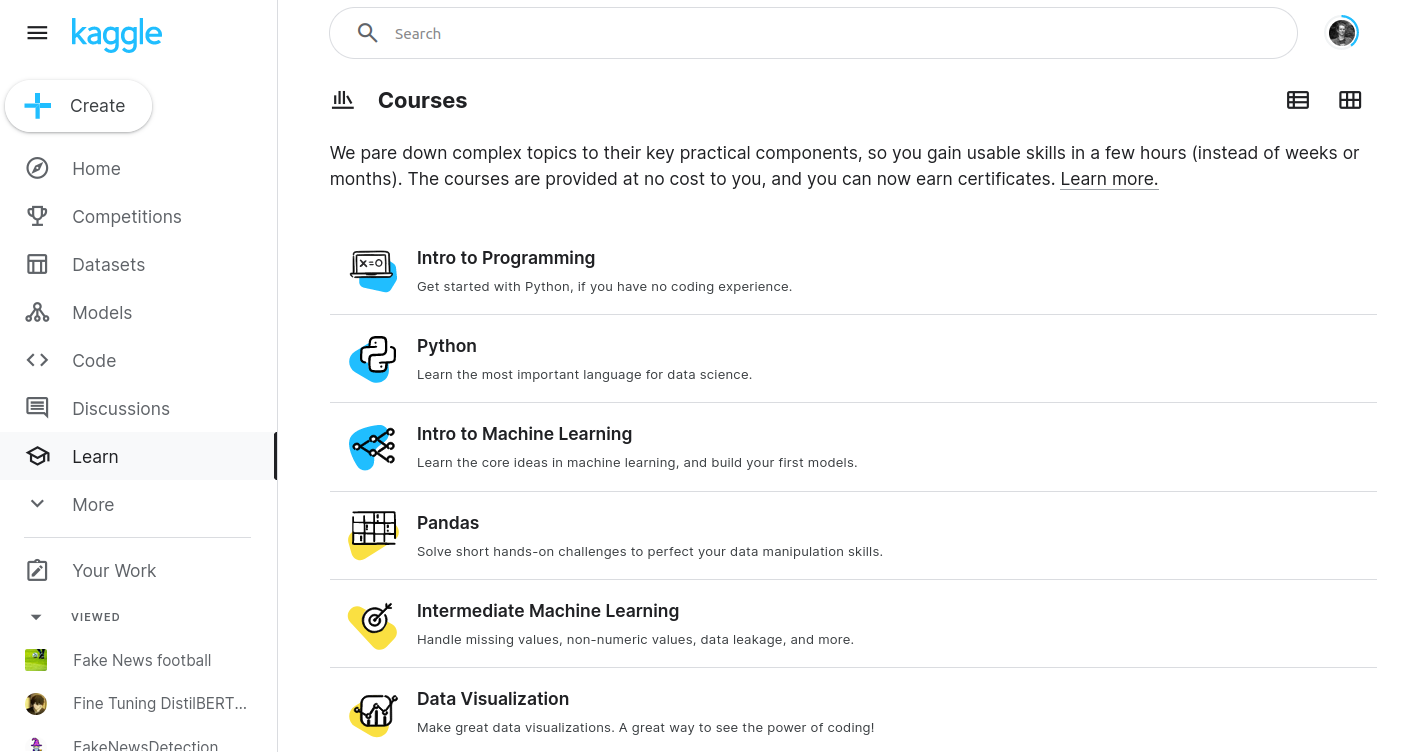 kaggle
Search
Create
Home
Competitions
Datasets
Models
Code
Discussions
Learn
More
Your Work
VIEWED
Fake News football
Fine Tuning DistilBERT...
FakeNewsDetection
Courses
We pare down complex topics to their key practical components, so you gain usable skills in a few hours (instead of weeks or
months). The courses are provided at no cost to you, and you can now earn certificates. Learn more.
x=0
Intro to Programming
Get started with Python, if you have no coding experience.
Python
Learn the most important language for data science.
Intro to Machine Learning
Learn the core ideas in machine learning, and build your first models.
Pandas
Solve short hands-on challenges to perfect your data manipulation skills.
Intermediate Machine Learning
Handle missing values, non-numeric values, data leakage, and more.
Data Visualization
Make great data visualizations. A great way to see the power of coding!